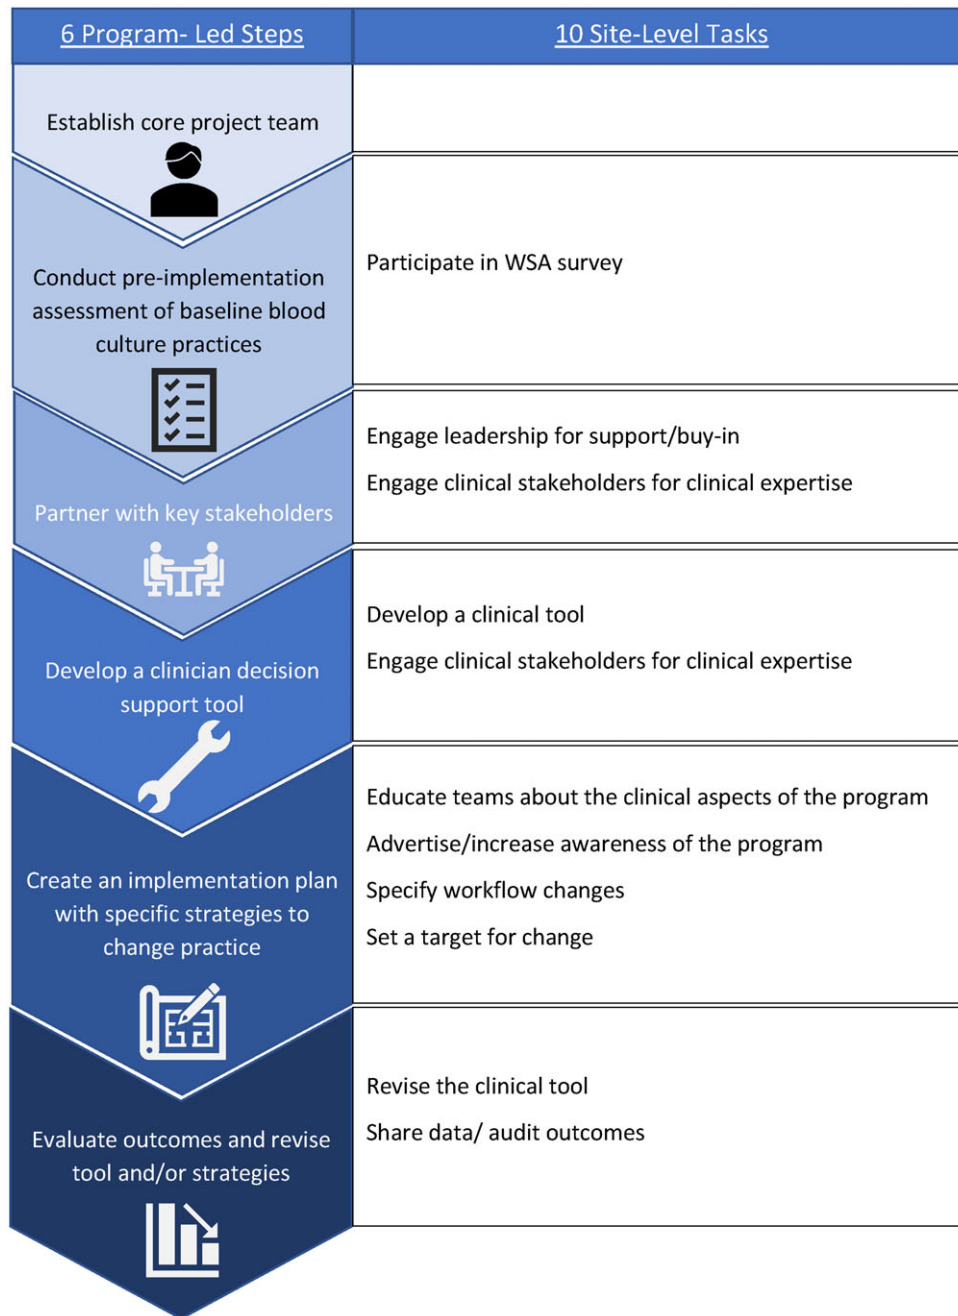 6 Program- Led Steps
10 Site-Level Tasks
Establish core project team
Conduct pre-implementation
assessment of baseline blood
culture practices
Participate in WSA survey
Partner with key stakeholders
Engage leadership for support/buy-in
Engage clinical stakeholders for clinical expertise
Develop a clinician decision
support tool
Develop a clinical tool
Engage clinical stakeholders for clinical expertise
Create an implementation plan
with specific strategies to
change practice
Educate teams about the clinical aspects of the program
Advertise/increase awareness of the program
Specify workflow changes
Set a target for change
Evaluate outcomes and revise
tool and/or strategies
Revise the clinical tool
Share data/ audit outcomes